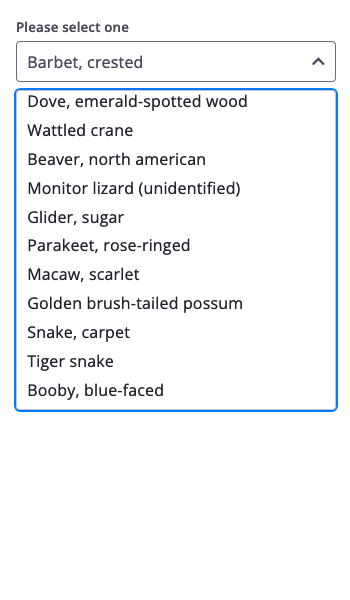 Please select one
Barbet, crested
Dove, emerald-spotted wood
Wattled crane
Beaver, north american
Monitor lizard (unidentified)
Glider, sugar
Parakeet, rose-ringed
Macaw, scarlet
Golden brush-tailed possum
Snake, carpet
Tiger snake
Booby, blue-faced